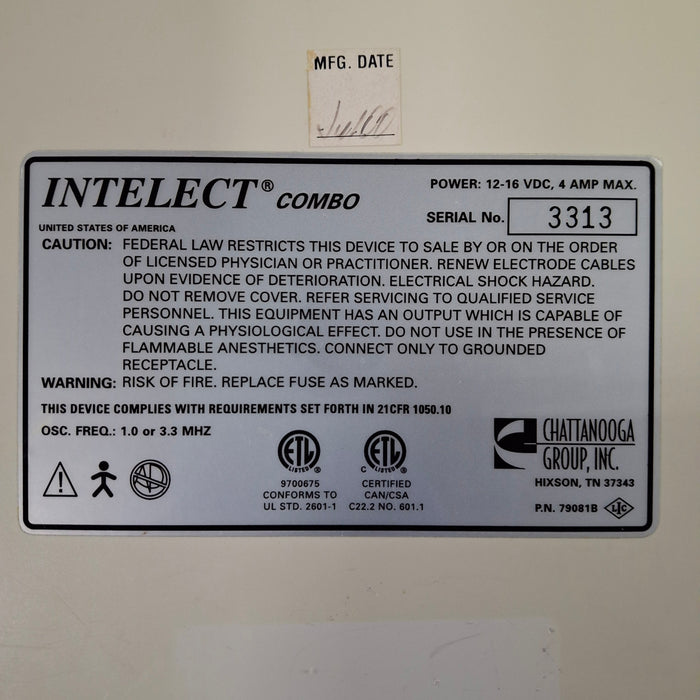 MFG. DATE
INTELECT® COMBO
POWER: 12-16 VDC, 4 AMP MAX.
SERIAL No. 3313
UNITED STATES OF AMERICA
CAUTION: FEDERAL LAW RESTRICTS THIS DEVICE TO SALE BY OR ON THE ORDER
OF LICENSED PHYSICIAN OR PRACTITIONER. RENEW ELECTRODE CABLES
UPON EVIDENCE OF DETERIORATION. ELECTRICAL SHOCK HAZARD.
DO NOT REMOVE COVER. REFER SERVICING TO QUALIFIED SERVICE
PERSONNEL. THIS EQUIPMENT HAS AN OUTPUT WHICH IS CAPABLE OF
CAUSING A PHYSIOLOGICAL EFFECT. DO NOT USE IN THE PRESENCE OF
FLAMMABLE ANESTHETICS. CONNECT ONLY TO GROUNDED
RECEPTACLE.
WARNING: RISK OF FIRE. REPLACE FUSE AS MARKED.
THIS DEVICE COMPLIES WITH REQUIREMENTS SET FORTH IN 21CFR 1050.10
OSC. FREQ.: 1.0 or 3.3 MHZ
ETL LISTED
9700675
CONFORMS TO
UL STD. 2601-1
C ETL LISTED
CERTIFIED
CAN/CSA
C22.2 NO. 601.1
CHATTANOOGA
GROUP, INC.
HIXSON, TN 37343
P.N. 79081B LIC